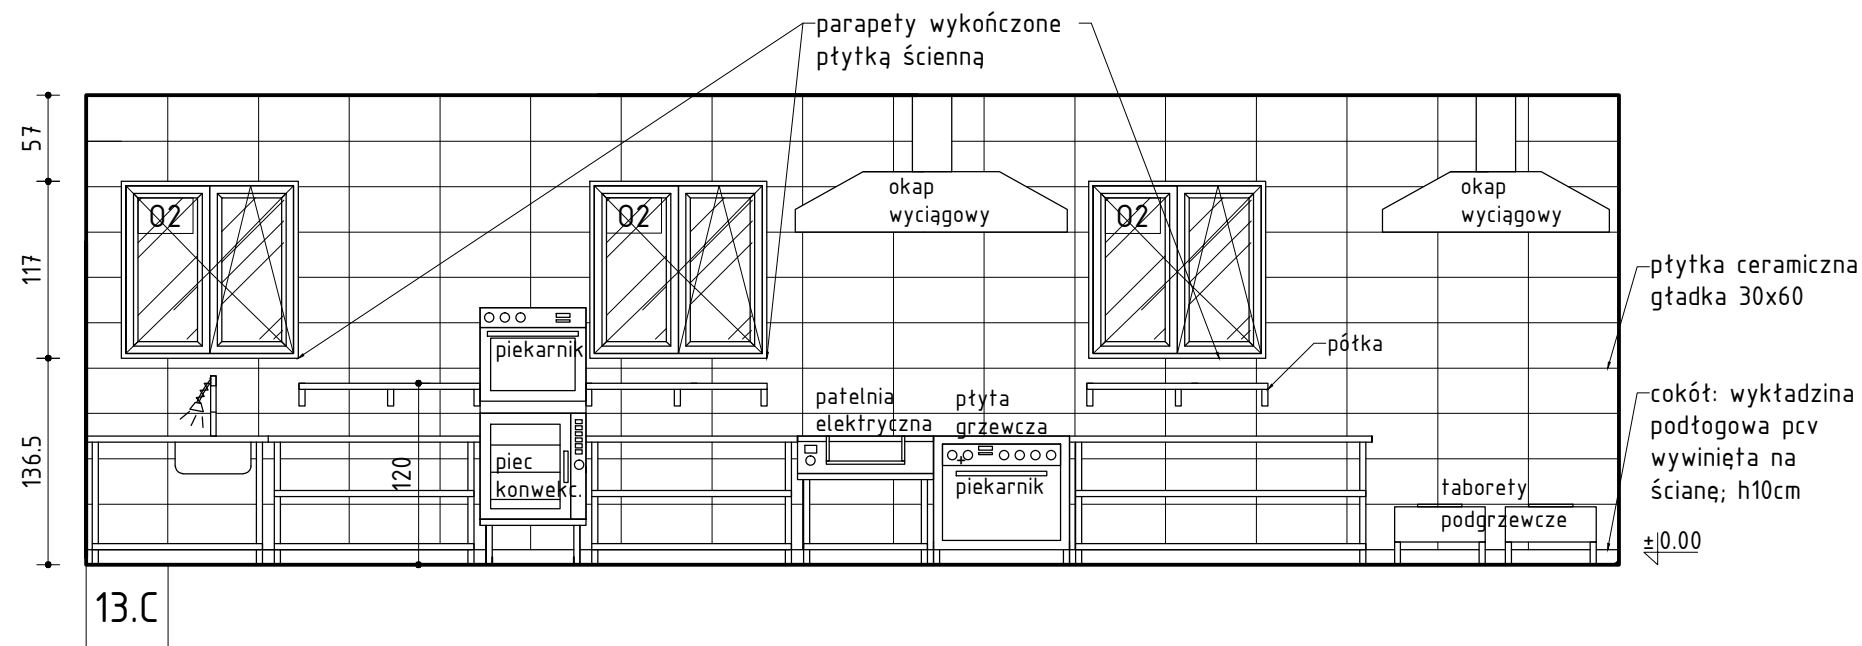 parapety wykończone
płytką ścienną
57
117
136.5
O2
O2
O2
okap
wyciągowy
okap
wyciągowy
płytka ceramiczna
gładka 30x60
półka
piekarnik
patelnia
elektryczna
płyta
grzewcza
cokół: wykładzina
podłogowa pcv
wywinięta na
ścianę; h10cm
120
piec
konwekc.
piekarnik
taborety
podgrzewcze
±0.00
13.C